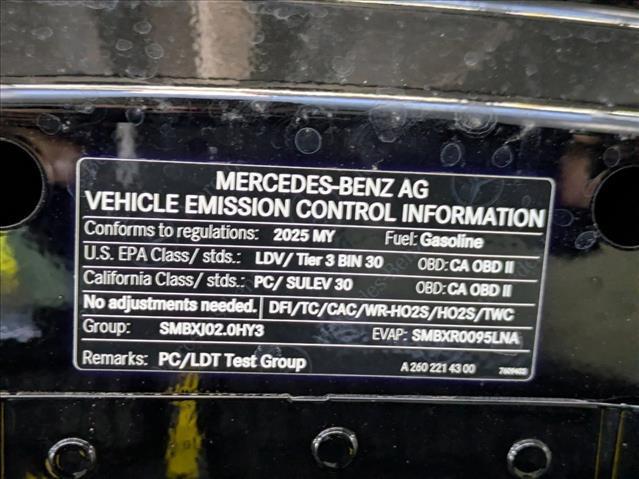 MERCEDES-BENZ AG
VEHICLE EMISSION CONTROL INFORMATION
Conforms to regulations: 2025 MY Fuel: Gasoline
U.S. EPA Class/ stds.: LDV/ Tier 3 BIN 30 OBD: CA OBD II
California Class/ stds.: PC/ SULEV 30 OBD: CA OBD II
No adjustments needed. DFI/TC/CAC/WR-HO2S/HO2S/TWC
Group: SMBXJ02.0HY3 EVAP: SMBXR0095LNA
Remarks: PC/LDT Test Group A 260 221 43 00